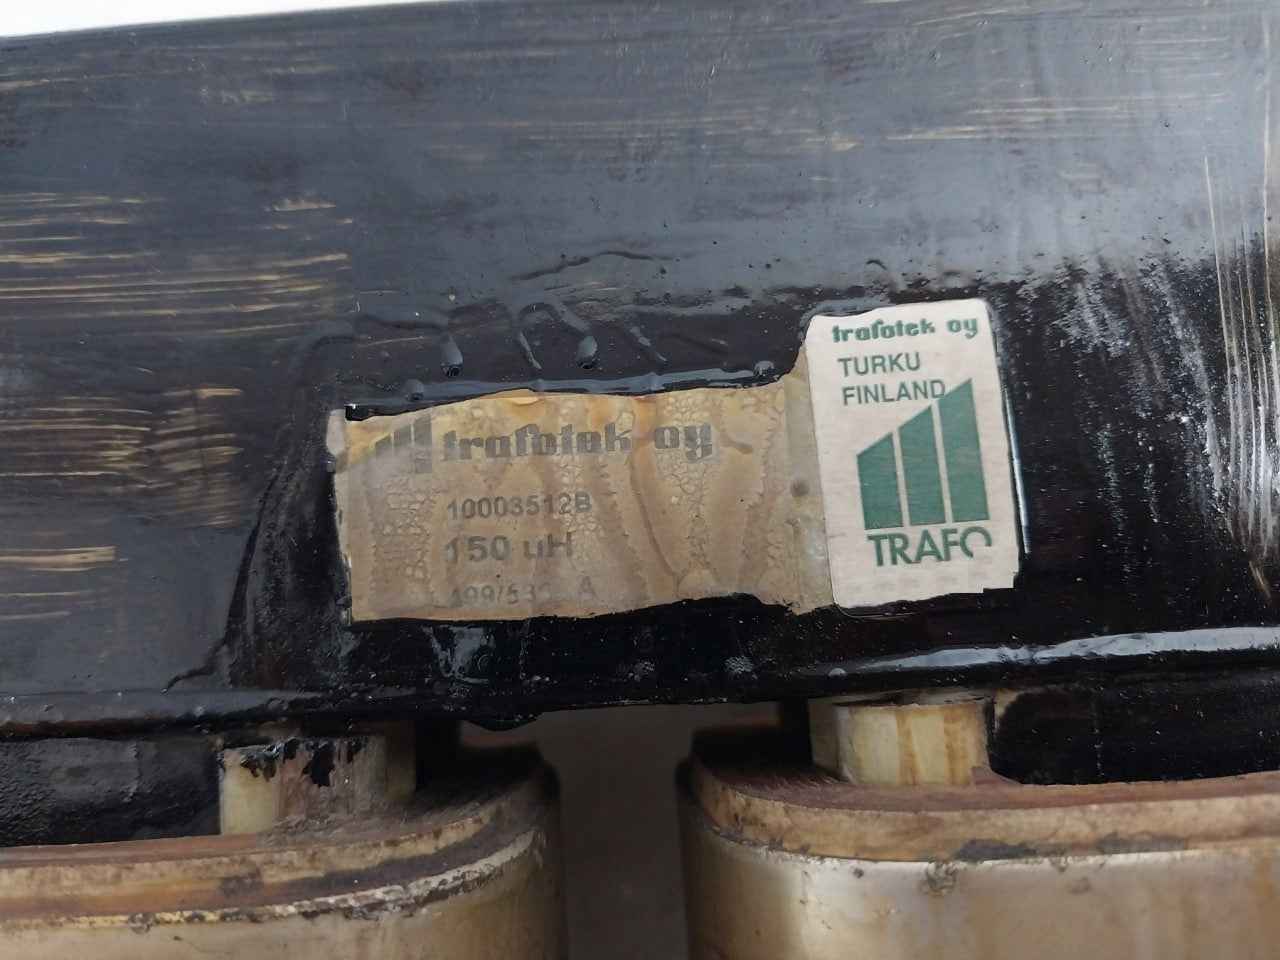 trafotek oy
10003512B
150 uH
A
trafotek oy
TURKU
FINLAND
TRAFO